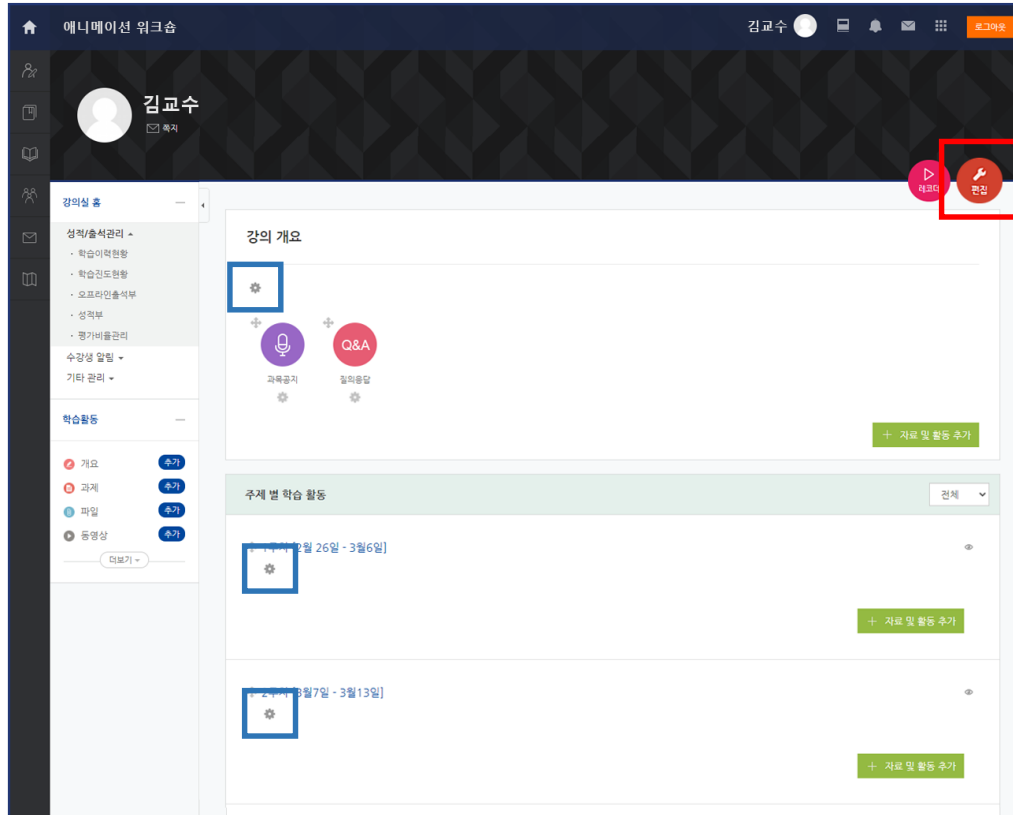 애니메이션 워크숍
김교수
로그아웃
김교수
쪽지
편집
강의실 홈
성적/출석관리
· 학습이력현황
· 학습진도현황
· 오프라인출석부
· 성적부
· 평가비율관리
수강생 알림
기타 관리
학습활동
개요 추가
과제 추가
파일 추가
동영상 추가
더보기
강의 개요
Q&A
과목공지 질의응답
+ 자료 및 활동 추가
주제 별 학습 활동 전체
26일 - 3월6일]
+ 자료 및 활동 추가
월7일 - 3월13일]
+ 자료 및 활동 추가